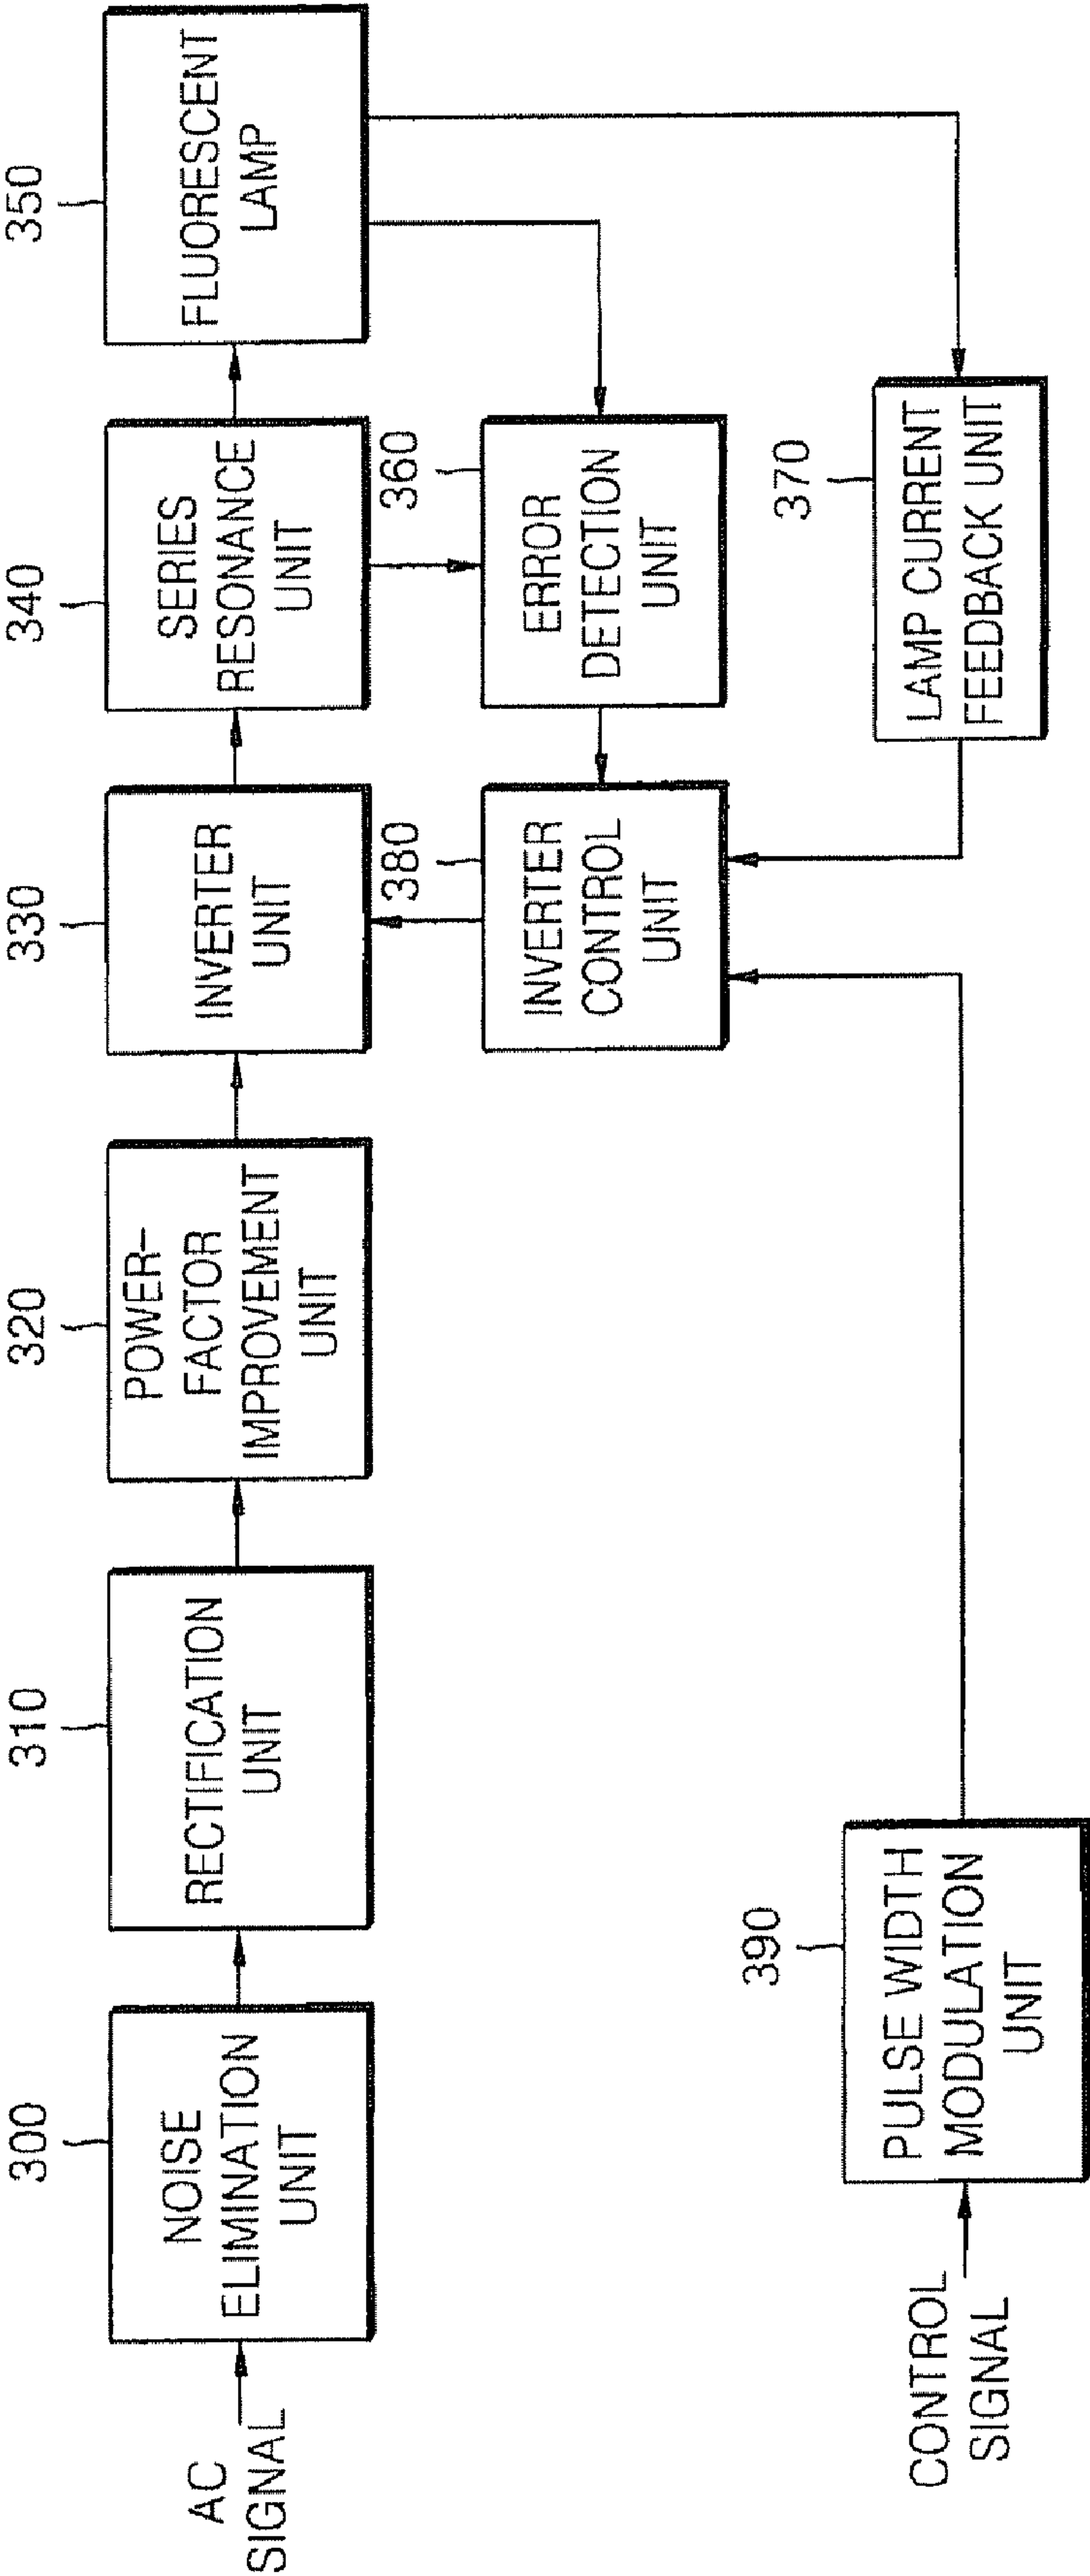 300
310
320
330
340
350
AC
SIGNAL
NOISE
ELIMINATION
UNIT
RECTIFICATION
UNIT
POWER-
FACTOR
IMPROVEMENT
UNIT
INVERTER
UNIT
SERIES
RESONANCE
UNIT
FLUORESCENT
LAMP
380
INVERTER
CONTROL
UNIT
360
ERROR
DETECTION
UNIT
390
CONTROL
SIGNAL
PULSE WIDTH
MODULATION
UNIT
370
LAMP CURRENT
FEEDBACK UNIT